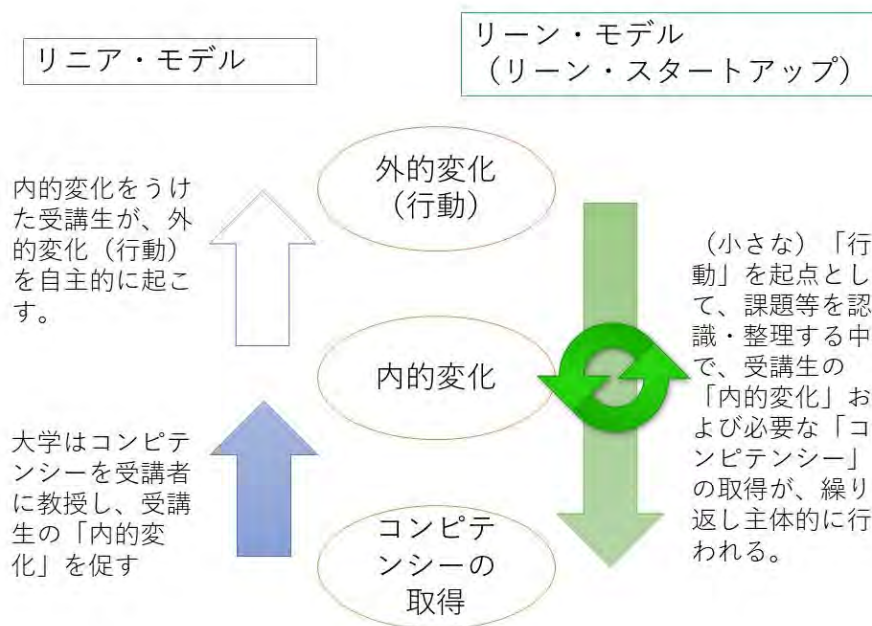 リニア・モデル
リーン・モデル
（リーン・スタートアップ）
外的変化
（行動）
内的変化をうけ
た受講生が、外
的変化（行動）
を自主的に起こ
す。
（小さな）「行
動」を起点とし
て、課題等を認
識・整理する中
で、受講生の
「内的変化」お
よび必要な「コ
ンピテンシー」
の取得が、繰り
返し主体的に行
われる。
内的変化
大学はコンピテ
ンシーを受講者
に教授し、受講
生の「内的変
化」を促す
コンピテ
ンシーの
取得